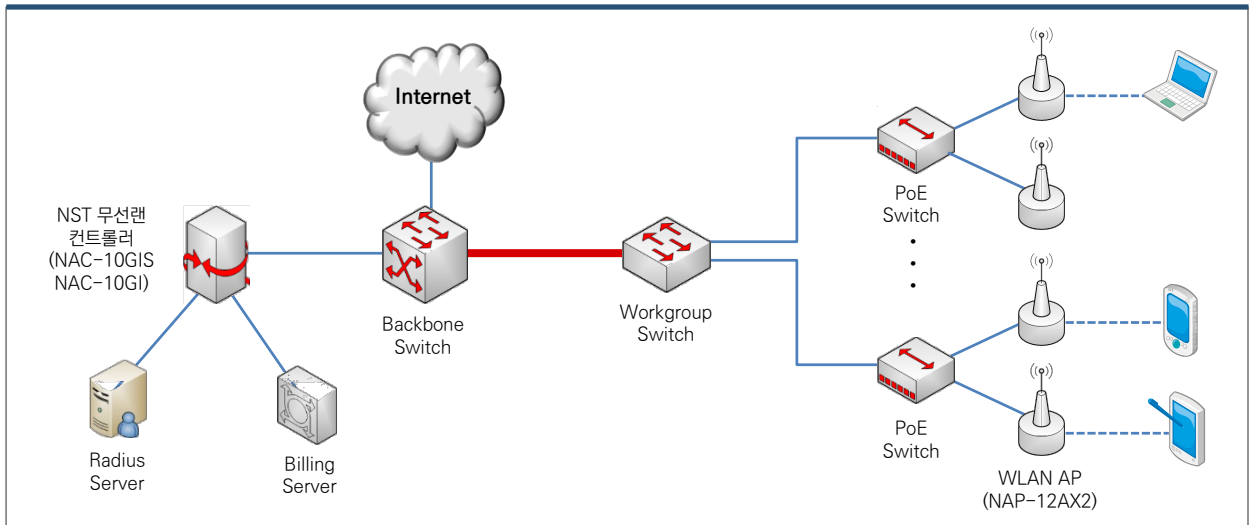 Internet
NST 무선랜
컨트롤러
(NAC-10GIS
NAC-10GI)
Backbone
Switch
Workgroup
Switch
PoE
Switch
PoE
Switch
Radius
Server
Billing
Server
WLAN AP
(NAP-12AX2)